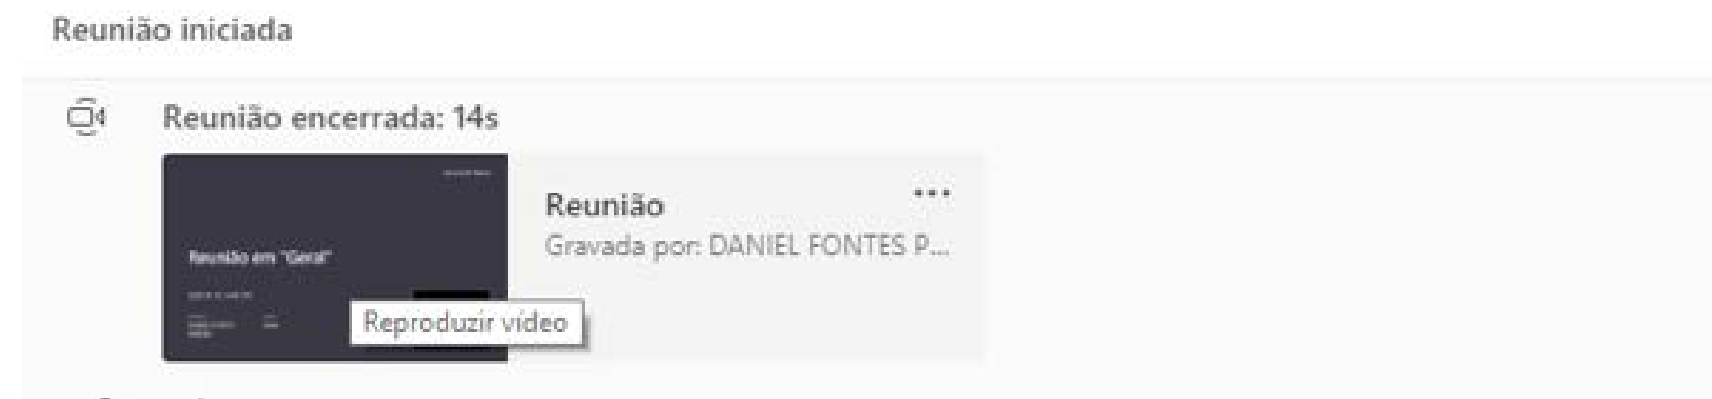 Reunião iniciada
Reunião encerrada: 14s
Reunião
...
Gravada por: DANIEL FONTES P...
Reunião em "Geral"
Reproduzir vídeo